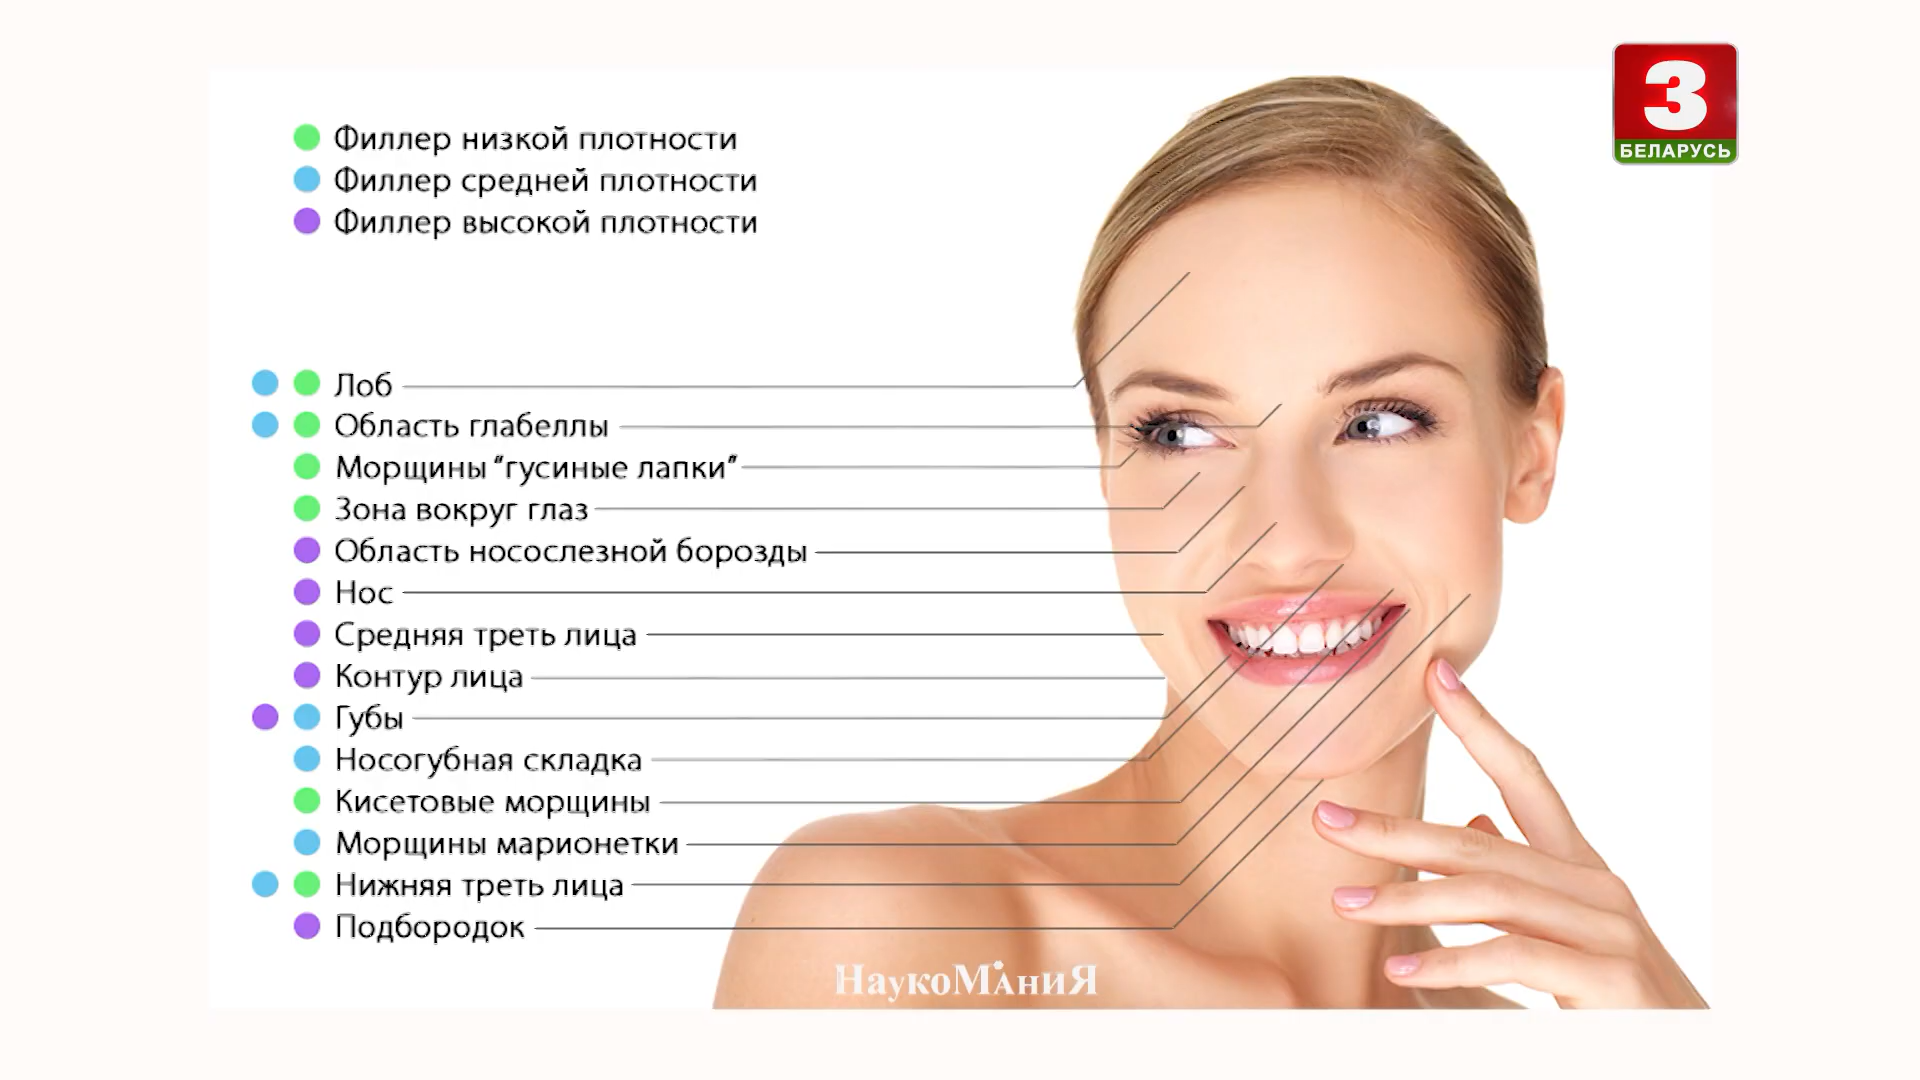 3
БЕЛАРУСЬ
Филлер низкой плотности
Филлер средней плотности
Филлер высокой плотности
Лоб
Область глабеллы
Морщины “гусиные лапки”
Зона вокруг глаз
Область носослезной борозды
Нос
Средняя треть лица
Контур лица
Губы
Носогубная складка
Кисетовые морщины
Морщины марионетки
Нижняя треть лица
Подбородок
НаукоМАниЯ